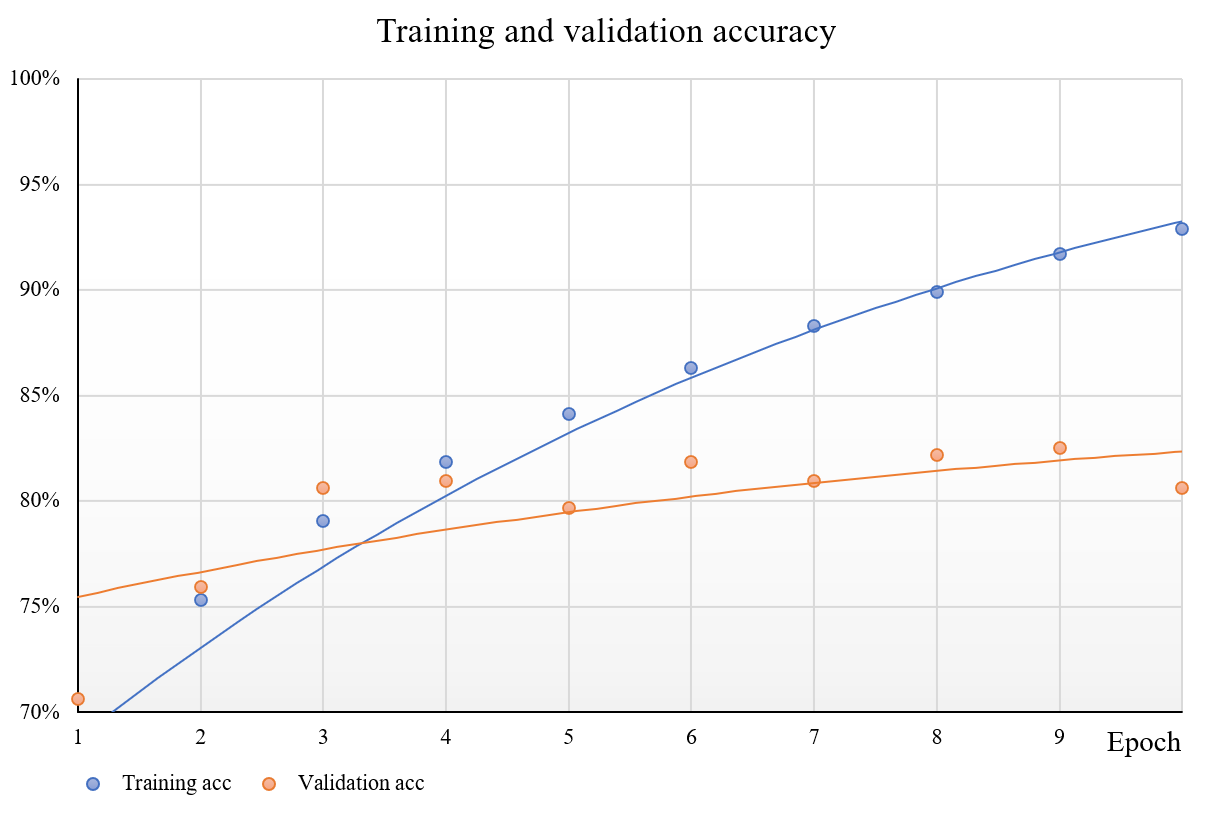 Training and validation accuracy
100%
95%
90%
85%
80%
75%
70%
1 2 3 4 5 6 7 8 9 Epoch
Training acc Validation acc